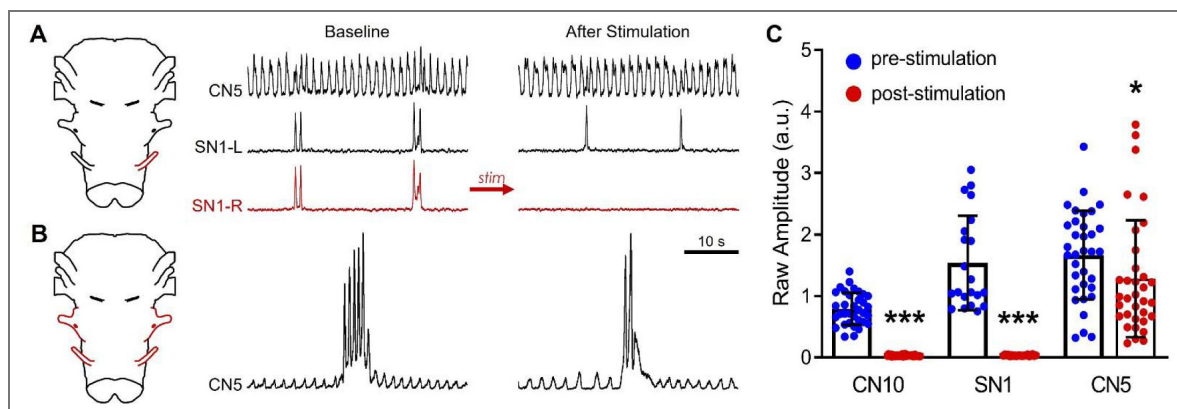 A
Baseline
After Stimulation
CN5
SN1-L
SN1-R
stim
B
10 s
CN5
C
Raw Amplitude (a.u.)
5
4
3
2
1
0
pre-stimulation
post-stimulation
***
***
*
CN10
SN1
CN5